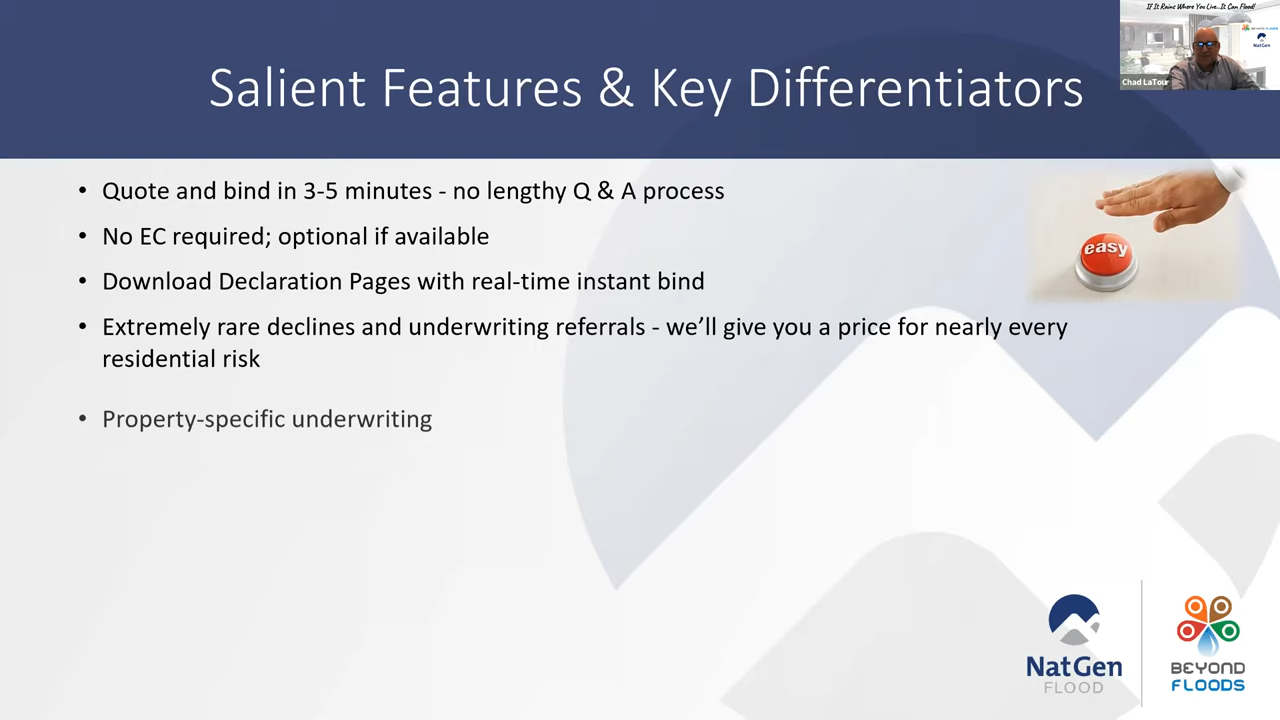 If It Rains Where You Live...It Can Flood!
BEYOND FLOODS
NatGen
Chad LaTour
Salient Features & Key Differentiators
• Quote and bind in 3-5 minutes - no lengthy Q & A process
• No EC required; optional if available
• Download Declaration Pages with real-time instant bind
• Extremely rare declines and underwriting referrals - we’ll give you a price for nearly every
residential risk
• Property-specific underwriting
easy
NatGen
FLOOD
BEYOND
FLOODS